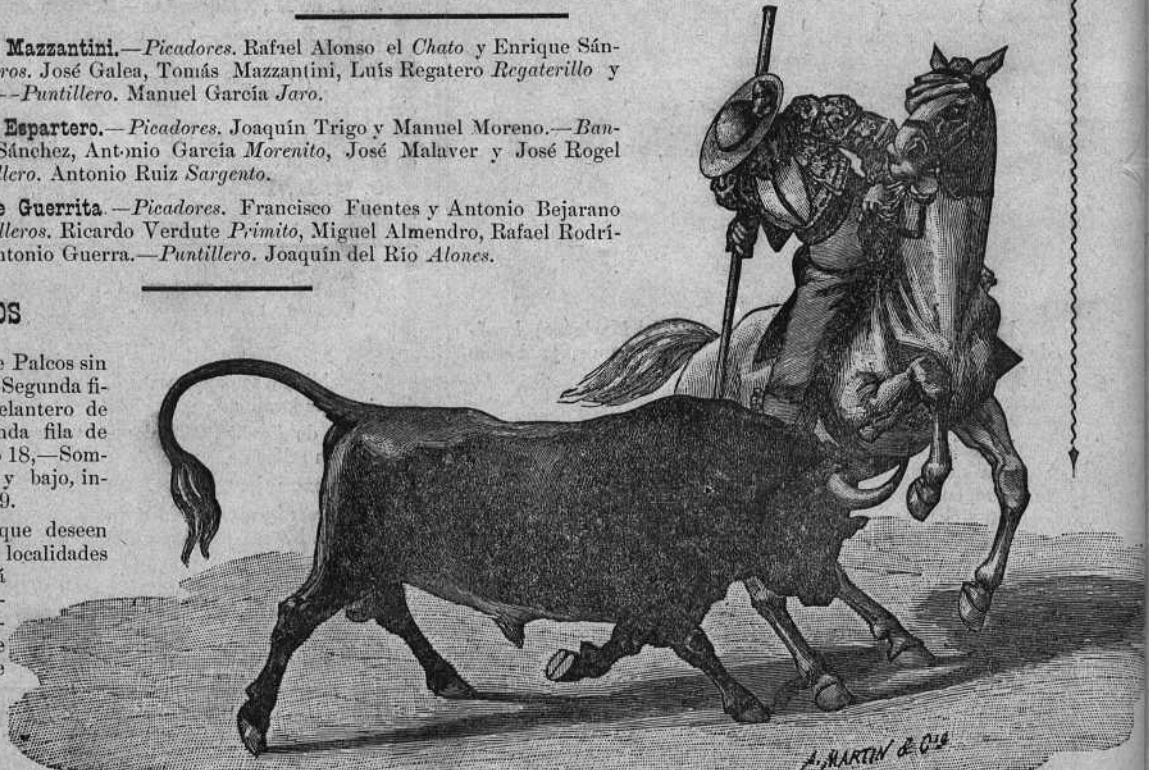 Mazzantini.—Picadores. Rafael Alonso el Chato y Enrique Sán-
ros. José Galea, Tomás Mazzantini, Luís Regatero Regaterillo y
--Puntillero. Manuel García Jaro.
Espartero.—Picadores. Joaquín Trigo y Manuel Moreno.—Ban-
Sánchez, Antonio García Morenito, José Malaver y José Rogel
llero. Antonio Ruiz Sargento.
e Guerrita.—Picadores. Francisco Fuentes y Antonio Bejarano
lleros. Ricardo Verdute Primito, Miguel Almendro, Rafael Rodrí-
ntonio Guerra.—Puntillero. Joaquín del Río Alones.
OS
e Palcos sin
Segunda fi-
elantero de
nda fila de
o 18,—Som-
y bajo, in-
9.
que deseen
localidades
á
-
-
e
e
A. MARTIN & Cia